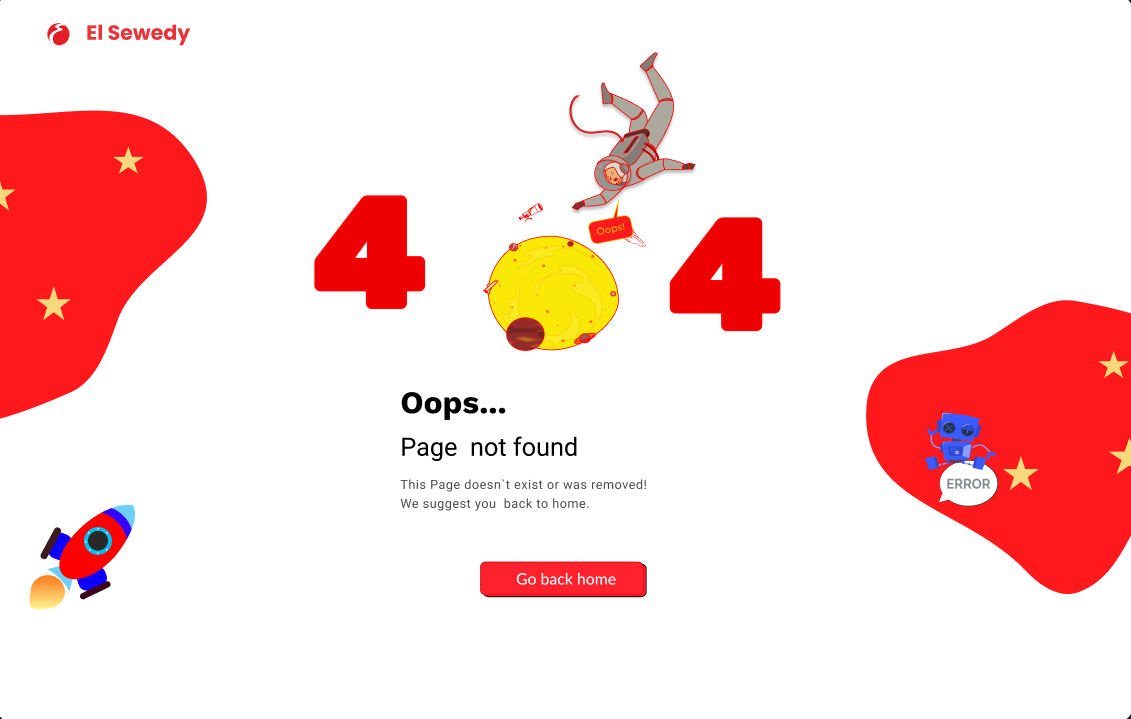 El Sewedy
Oops!
4 4
Oops...
Page not found
This Page doesn`t exist or was removed!
We suggest you back to home.
ERROR
Go back home